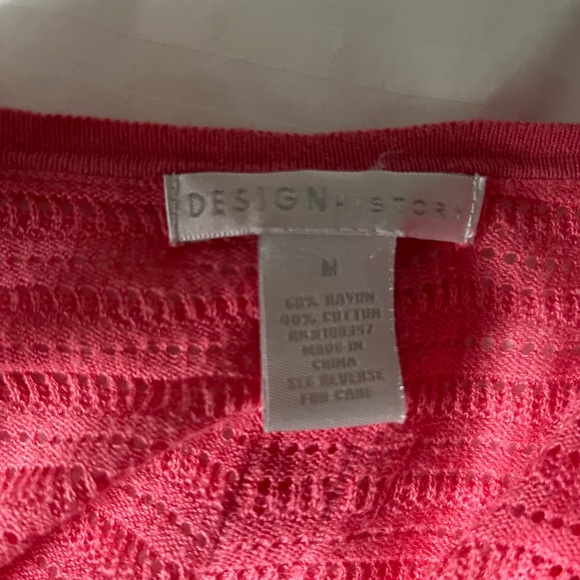 DESIGN HISTORY
M
60% RAYON
40% COTTON
RN#108357
MADE IN
CHINA
SEE REVERSE
FOR CARE